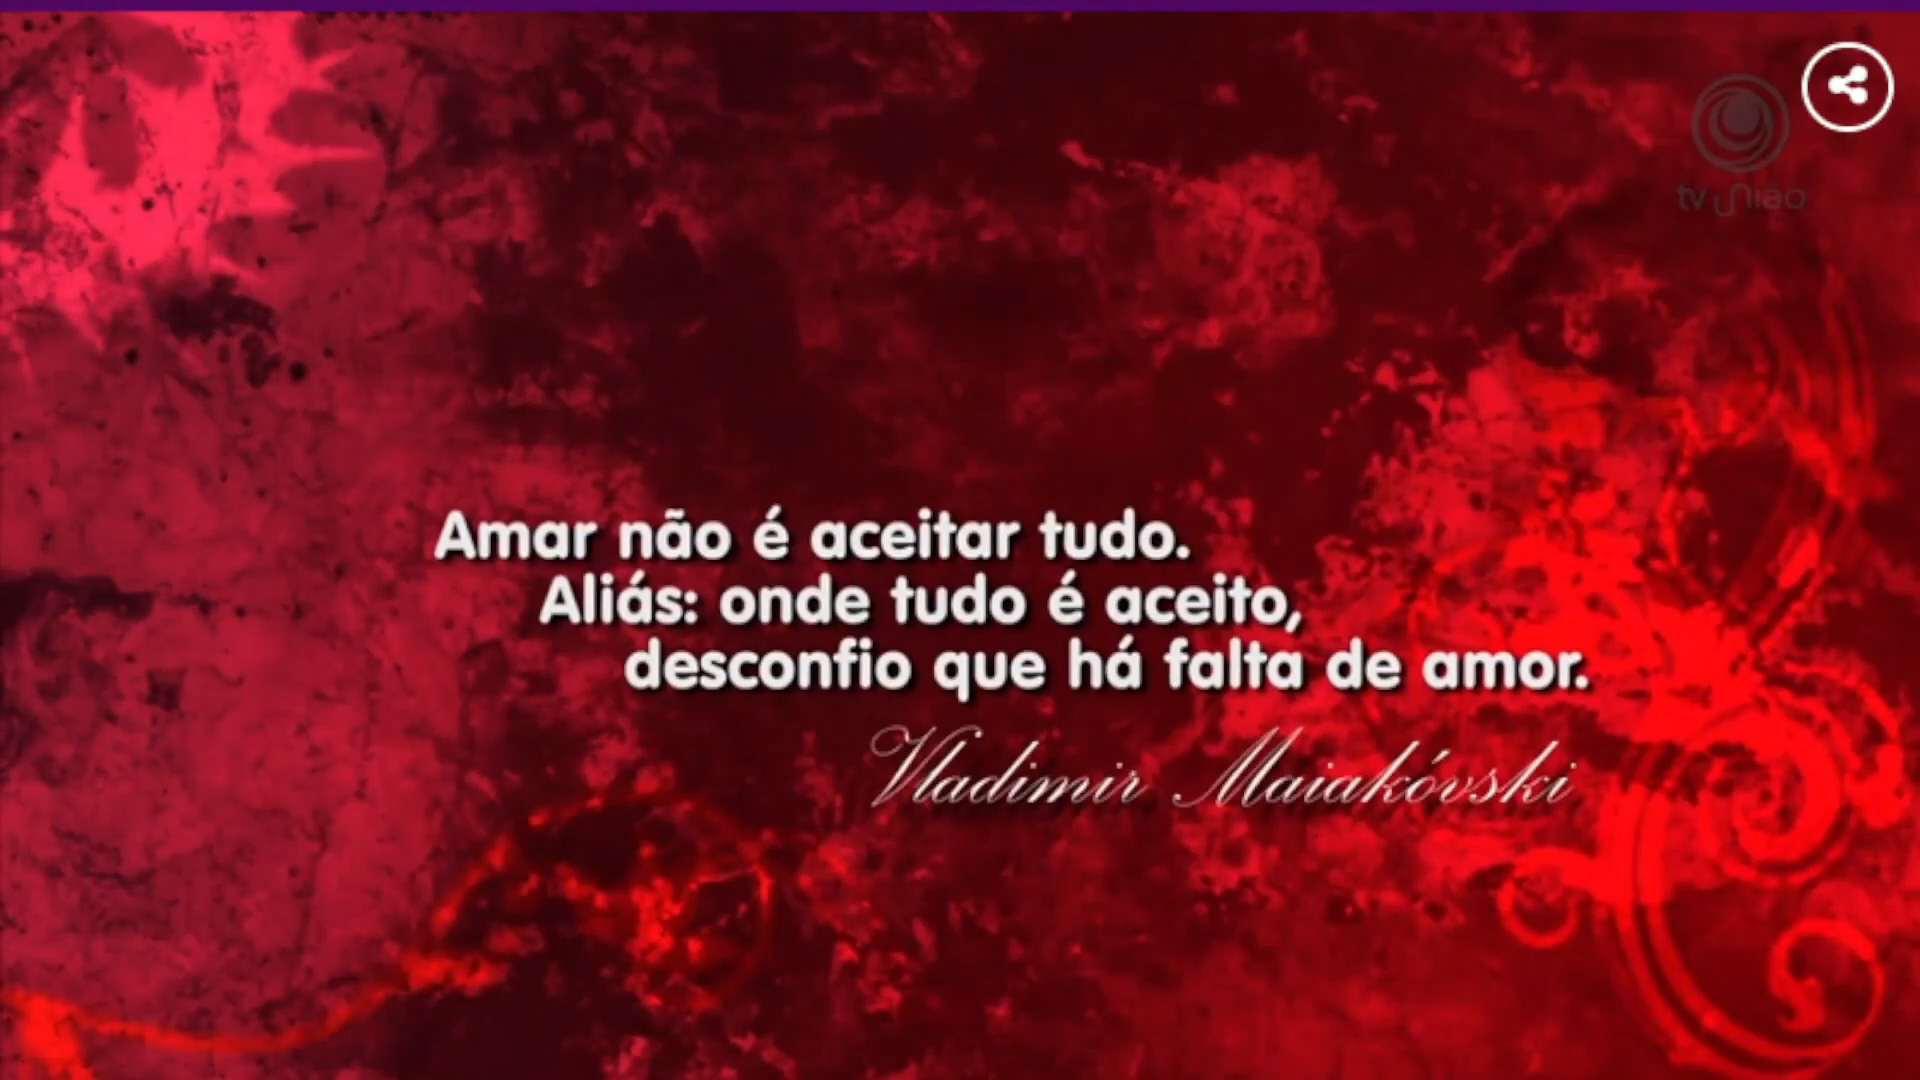 tv união
Amar não é aceitar tudo.
Aliás: onde tudo é aceito,
desconfio que há falta de amor.
Vladimir Maiakóvski